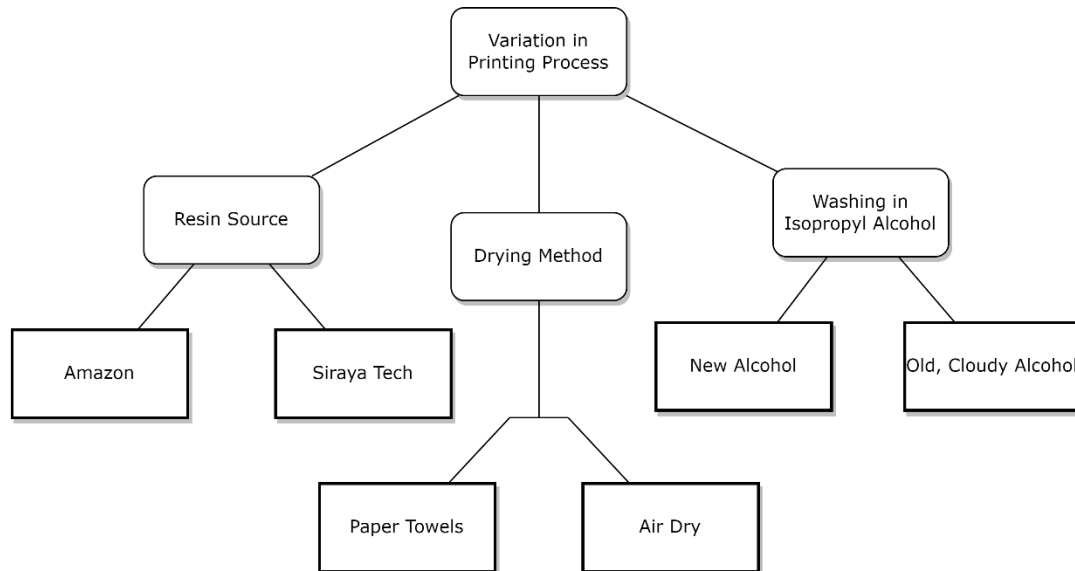 Variation in
Printing Process
Resin Source
Drying Method
Washing in
Isopropyl Alcohol
Amazon
Siraya Tech
New Alcohol
Old, Cloudy Alcohol
Paper Towels
Air Dry